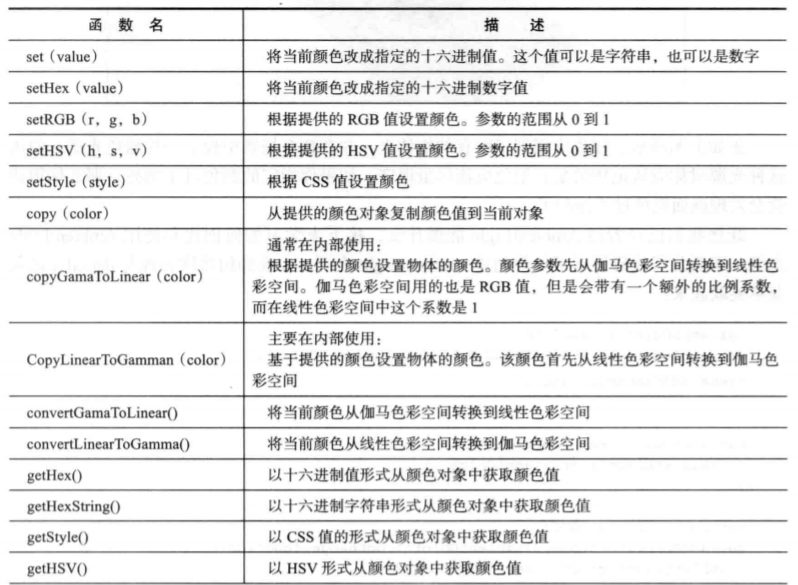 函 数 名 描 述
set（value） 将当前颜色改成指定的十六进制值。这个值可以是字符串，也可以是数字
setHex（value） 将当前颜色改成指定的十六进制数字值
setRGB（r，g，b） 根据提供的 RGB 值设置颜色。参数的范围从 0 到 1
setHSV（h，s，v） 根据提供的 HSV 值设置颜色。参数的范围从 0 到 1
setStyle（style） 根据 CSS 值设置颜色
copy（color） 从提供的颜色对象复制颜色值到当前对象
通常在内部使用：
copyGamaToLinear（color） 根据提供的颜色设置物体的颜色。颜色参数先从伽马色彩空间转换到线性色
彩空间。伽马色彩空间用的也是 RGB 值，但是会带有一个额外的比例系数，
而在线性色彩空间中这个系数是 1
主要在内部使用：
CopyLinearToGamman（color） 基于提供的颜色设置物体的颜色。该颜色首先从线性色彩空间转换到伽马色
彩空间
convertGamaToLinear() 将当前颜色从伽马色彩空间转换到线性色彩空间
convertLinearToGamma() 将当前颜色从线性色彩空间转换到伽马色彩空间
getHex() 以十六进制值形式从颜色对象中获取颜色值
getHexString() 以十六进制字符串形式从颜色对象中获取颜色值
getStyle() 以 CSS 值的形式从颜色对象中获取颜色值
getHSV() 以 HSV 形式从颜色对象中获取颜色值